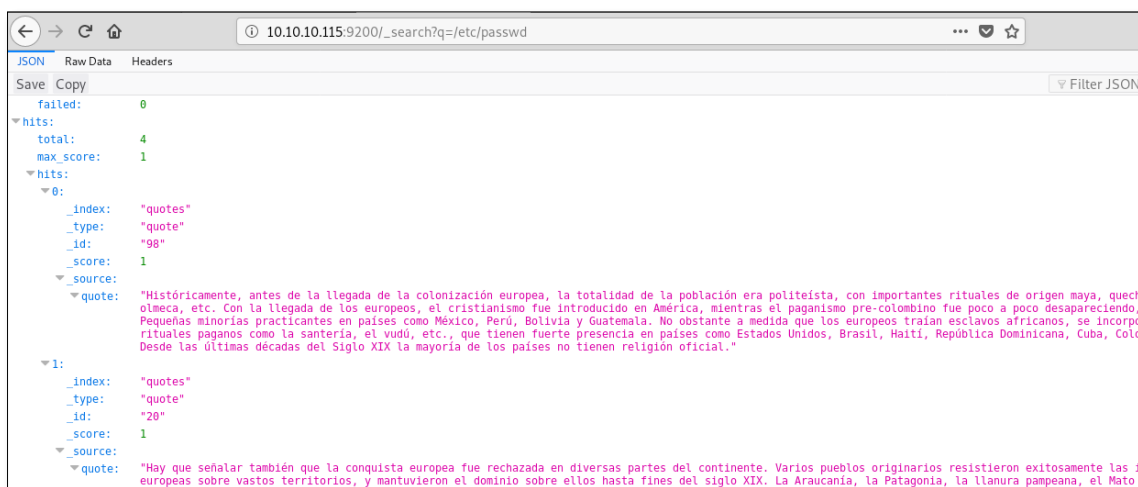 10.10.10.115:9200/_search?q=/etc/passwd
JSON Raw Data Headers
Save Copy Filter JSON
failed: 0
hits:
total: 4
max_score: 1
hits:
0:
_index: "quotes"
_type: "quote"
_id: "98"
_score: 1
_source:
quote: "Históricamente, antes de la llegada de la colonización europea, la totalidad de la población era politeísta, con importantes rituales de origen maya,
olmeca, etc. Con la llegada de los europeos, el cristianismo fue introducido en América, mientras el paganismo pre-colombino fue poco a poco desapareciendo,
Pequeñas minorías practicantes en países como México, Perú, Bolivia y Guatemala. No obstante a medida que los europeos traían esclavos africanos, se
rituales paganos como la santería, el vudú, etc., que tienen fuerte presencia en países como Estados Unidos, Brasil, Haití, República Dominicana, Cuba,
Desde las últimas décadas del Siglo XIX la mayoría de los países no tienen religión oficial."
1:
_index: "quotes"
_type: "quote"
_id: "20"
_score: 1
_source:
quote: "Hay que señalar también que la conquista europea fue rechazada en diversas partes del continente. Varios pueblos originarios resistieron exitosamente las
europeas sobre vastos territorios, y mantuvieron el dominio sobre ellos hasta fines del siglo XIX. La Araucanía, la Patagonia, la llanura pampeana, el Mato